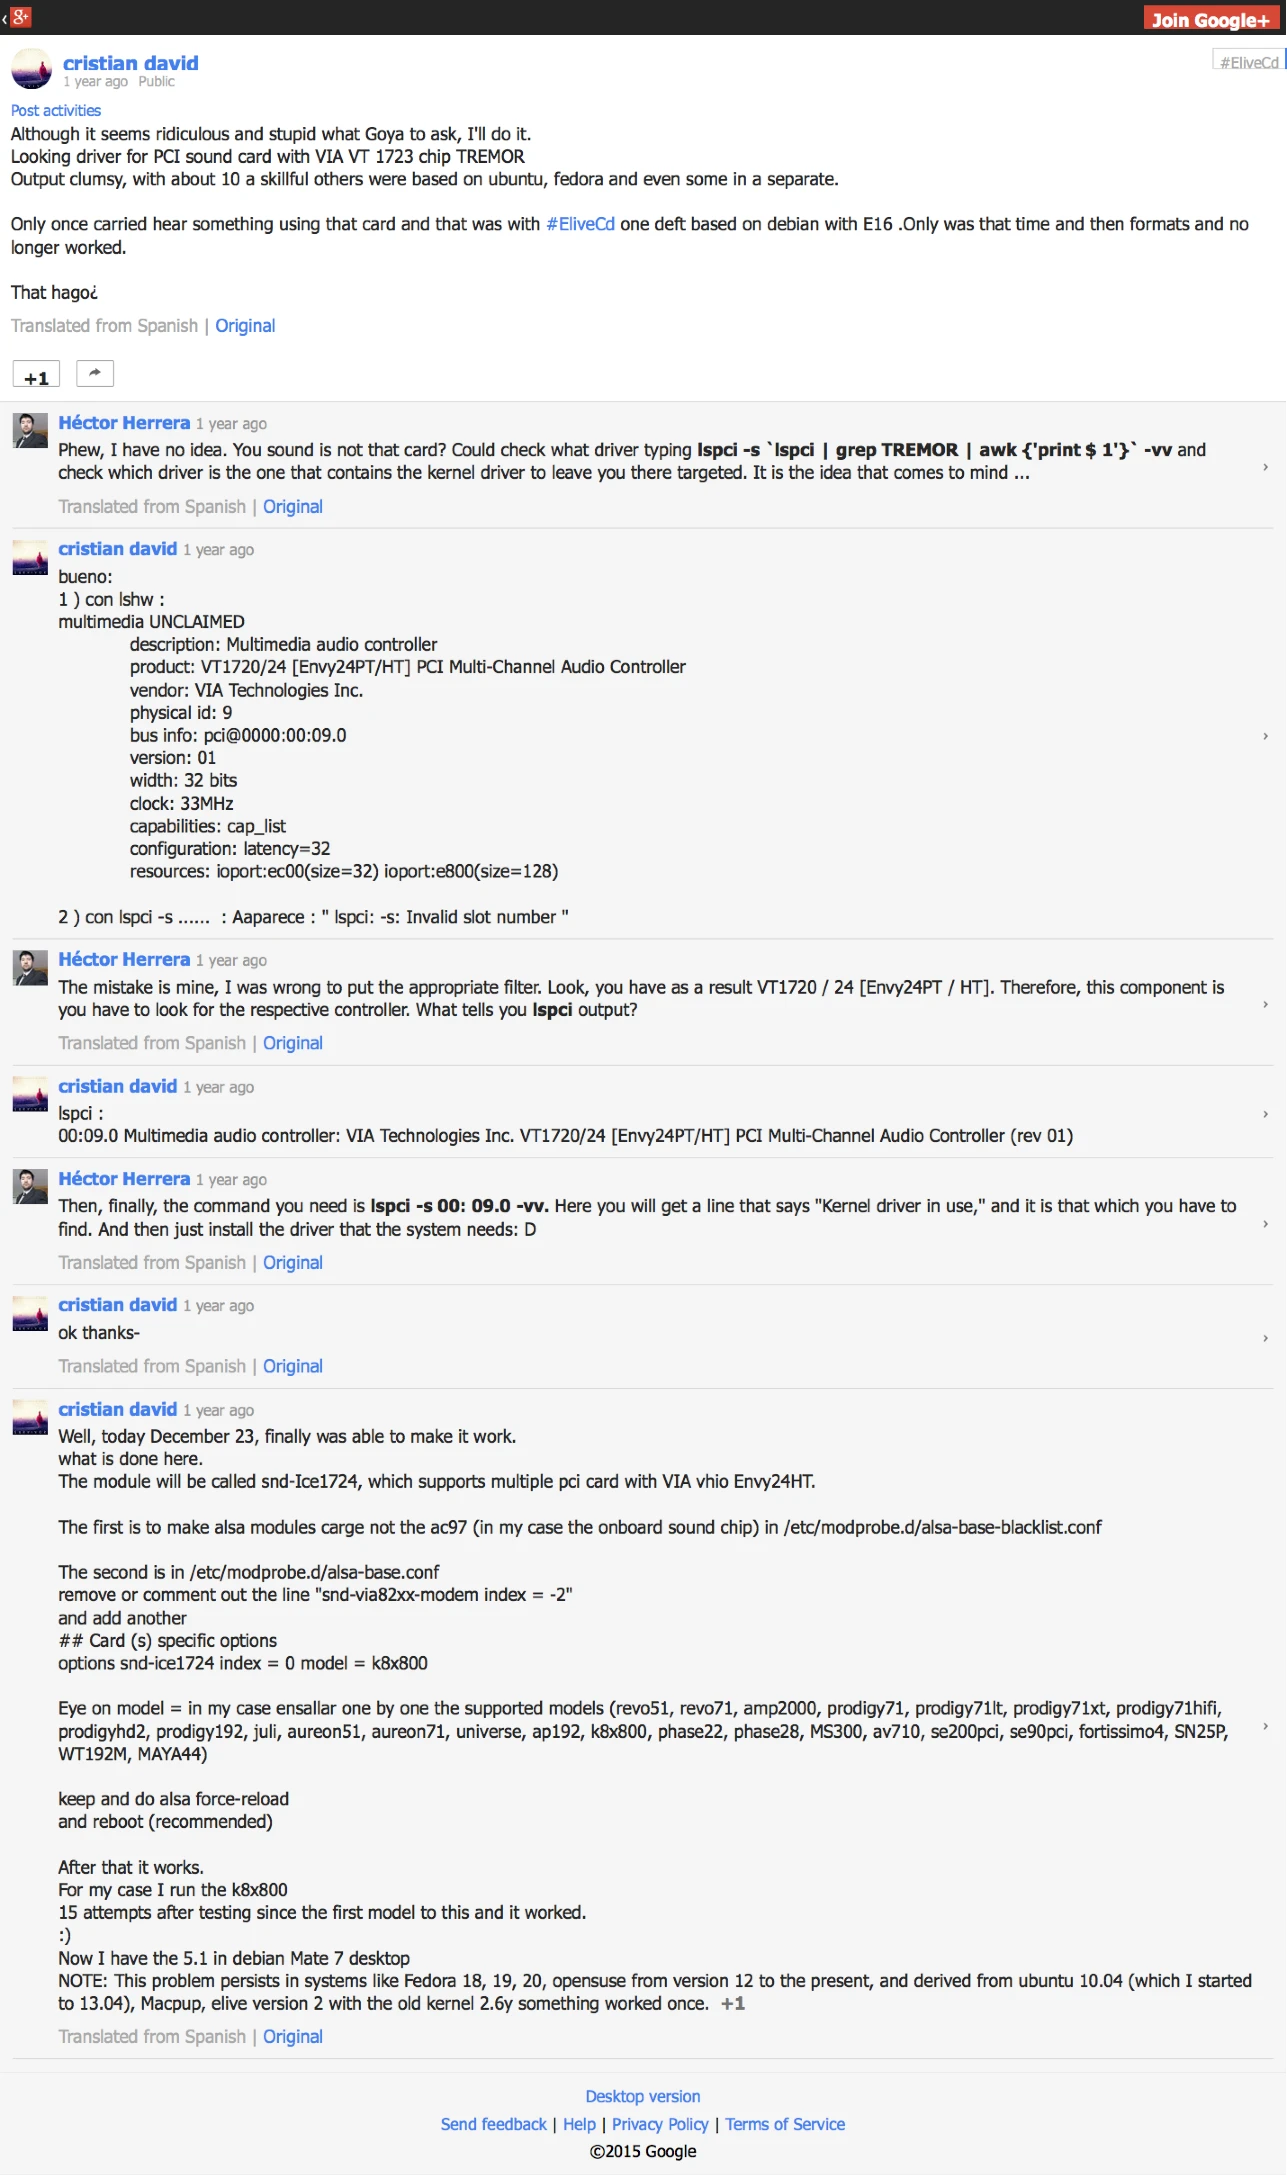 ‹ g+ Join Google+
cristian david
1 year ago Public
#EliveCd
Post activities
Although it seems ridiculous and stupid what Goya to ask, I'll do it.
Looking driver for PCI sound card with VIA VT 1723 chip TREMOR
Output clumsy, with about 10 a skillful others were based on ubuntu, fedora and even some in a separate.
Only once carried hear something using that card and that was with #EliveCd one deft based on debian with E16 .Only was that time and then formats and no
longer worked.
That hago¿
Translated from Spanish | Original
+1
Héctor Herrera 1 year ago
Phew, I have no idea. You sound is not that card? Could check what driver typing lspci -s `lspci | grep TREMOR | awk {'print $ 1'}` -vv and
check which driver is the one that contains the kernel driver to leave you there targeted. It is the idea that comes to mind ...
Translated from Spanish | Original
cristian david 1 year ago
bueno:
1 ) con lshw :
multimedia UNCLAIMED
description: Multimedia audio controller
product: VT1720/24 [Envy24PT/HT] PCI Multi-Channel Audio Controller
vendor: VIA Technologies Inc.
physical id: 9
bus info: pci@0000:00:09.0
version: 01
width: 32 bits
clock: 33MHz
capabilities: cap_list
configuration: latency=32
resources: ioport:ec00(size=32) ioport:e800(size=128)
2 ) con lspci -s ...... : Aaparece : " lspci: -s: Invalid slot number "
Héctor Herrera 1 year ago
The mistake is mine, I was wrong to put the appropriate filter. Look, you have as a result VT1720 / 24 [Envy24PT / HT]. Therefore, this component is
you have to look for the respective controller. What tells you lspci output?
Translated from Spanish | Original
cristian david 1 year ago
lspci :
00:09.0 Multimedia audio controller: VIA Technologies Inc. VT1720/24 [Envy24PT/HT] PCI Multi-Channel Audio Controller (rev 01)
Héctor Herrera 1 year ago
Then, finally, the command you need is lspci -s 00: 09.0 -vv. Here you will get a line that says "Kernel driver in use," and it is that which you have to
find. And then just install the driver that the system needs: D
Translated from Spanish | Original
cristian david 1 year ago
ok thanks-
Translated from Spanish | Original
cristian david 1 year ago
Well, today December 23, finally was able to make it work.
what is done here.
The module will be called snd-Ice1724, which supports multiple pci card with VIA vhio Envy24HT.
The first is to make alsa modules carge not the ac97 (in my case the onboard sound chip) in /etc/modprobe.d/alsa-base-blacklist.conf
The second is in /etc/modprobe.d/alsa-base.conf
remove or comment out the line "snd-via82xx-modem index = -2"
and add another
## Card (s) specific options
options snd-ice1724 index = 0 model = k8x800
Eye on model = in my case ensallar one by one the supported models (revo51, revo71, amp2000, prodigy71, prodigy71lt, prodigy71xt, prodigy71hifi,
prodigyhd2, prodigy192, juli, aureon51, aureon71, universe, ap192, k8x800, phase22, phase28, MS300, av710, se200pci, se90pci, fortissimo4, SN25P,
WT192M, MAYA44)
keep and do alsa force-reload
and reboot (recommended)
After that it works.
For my case I run the k8x800
15 attempts after testing since the first model to this and it worked.
:)
Now I have the 5.1 in debian Mate 7 desktop
NOTE: This problem persists in systems like Fedora 18, 19, 20, opensuse from version 12 to the present, and derived from ubuntu 10.04 (which I started
to 13.04), Macpup, elive version 2 with the old kernel 2.6y something worked once. +1
Translated from Spanish | Original
Desktop version
Send feedback | Help | Privacy Policy | Terms of Service
©2015 Google